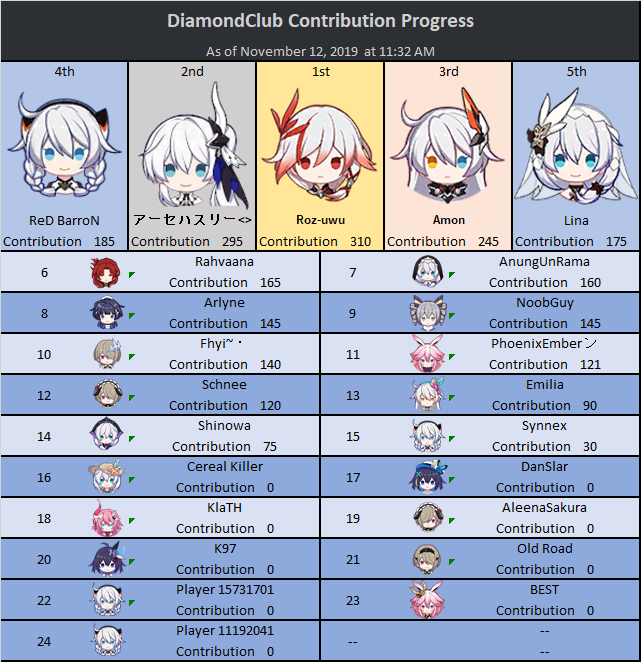 DiamondClub Contribution Progress
As of November 12, 2019 at 11:32 AM
4th 2nd 1st 3rd 5th
ReD BarroN アーセハスリー<> Roz-uwu Amon Lina
Contribution 185 Contribution 295 Contribution 310 Contribution 245 Contribution 175
6 Rahvaana 7 AnungUnRama
Contribution 165 Contribution 160
8 Arlyne 9 NoobGuy
Contribution 145 Contribution 145
10 Fhyi~・ 11 PhoenixEmberン
Contribution 140 Contribution 121
12 Schnee 13 Emilia
Contribution 120 Contribution 90
14 Shinowa 15 Synnex
Contribution 75 Contribution 30
16 Cereal Killer 17 DanSlar
Contribution 0 Contribution 0
18 KlaTH 19 AleenaSakura
Contribution 0 Contribution 0
20 K97 21 Old Road
Contribution 0 Contribution 0
22 Player 15731701 23 BEST
Contribution 0 Contribution 0
24 Player 11192041 -- --
Contribution 0 --